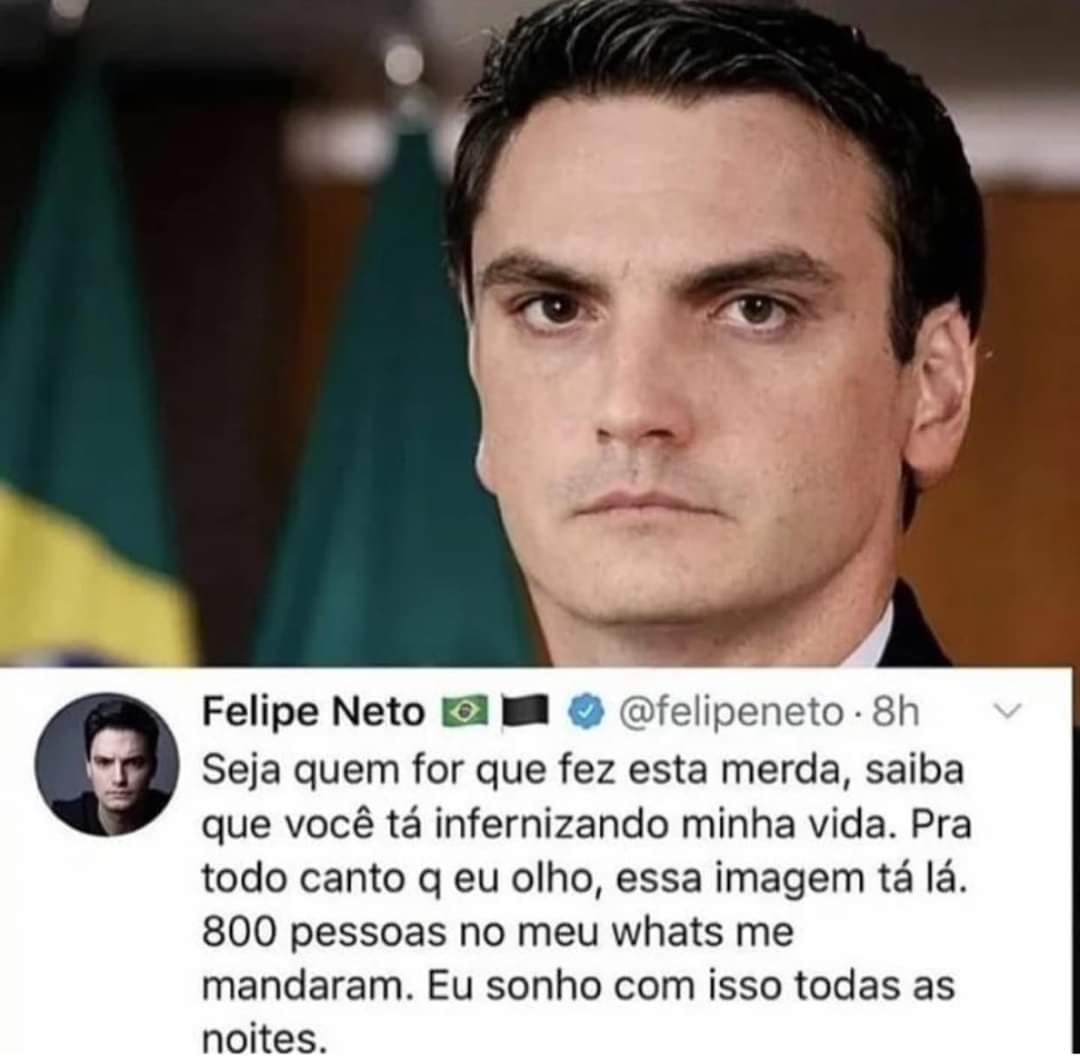 Felipe Neto 🇧🇷 🏴 @felipeneto · 8h
Seja quem for que fez esta merda, saiba
que você tá infernizando minha vida. Pra
todo canto q eu olho, essa imagem tá lá.
800 pessoas no meu whats me
mandaram. Eu sonho com isso todas as
noites.